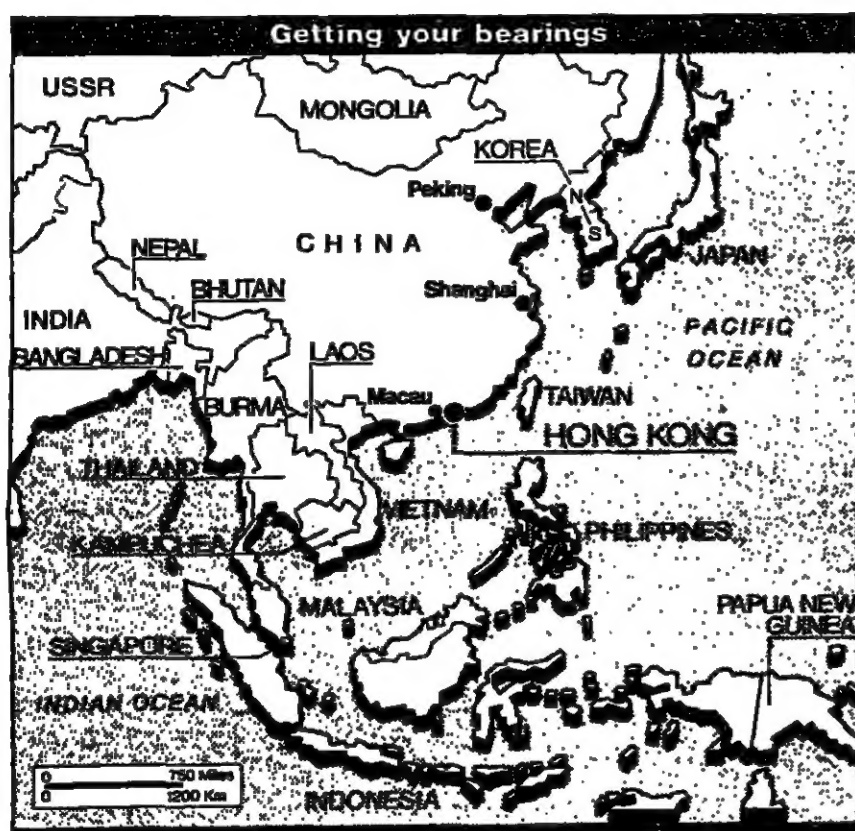 Getting your bearings
USSR
MONGOLIA
KOREA
Peking
N
CHINA
S
NEPAL
JAPAN
BHUTAN
Shanghai
INDIA
PACIFIC
OCEAN
BANGLADESH
LAOS
BURMA
Macau
TAIWAN
HONG KONG
THAILAND
VIETNAM
KAMPUCHEA
PHILIPPINES
MALAYSIA
PAPUA NEW
GUINEA
SINGAPORE
INDIAN OCEAN
0 750 Miles
0 1200 Km
INDONESIA